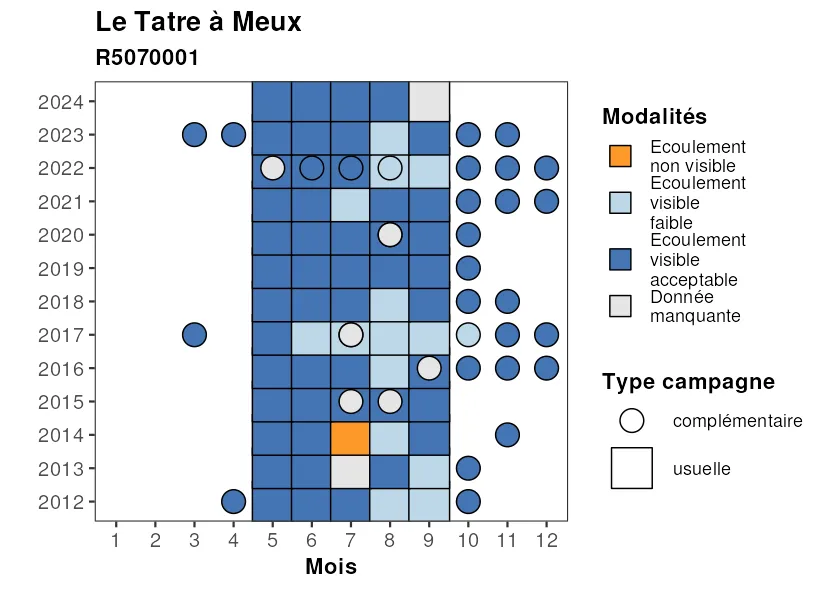 Le Tatre à Meux
R5070001
2024
2023
2022
2021
2020
2019
2018
2017
2016
2015
2014
2013
2012
1 2 3 4 5 6 7 8 9 10 11 12
Mois
Modalités
Ecoulement
non visible
Ecoulement
visible
faible
Ecoulement
visible
acceptable
Donnée
manquante
Type campagne
complémentaire
usuelle